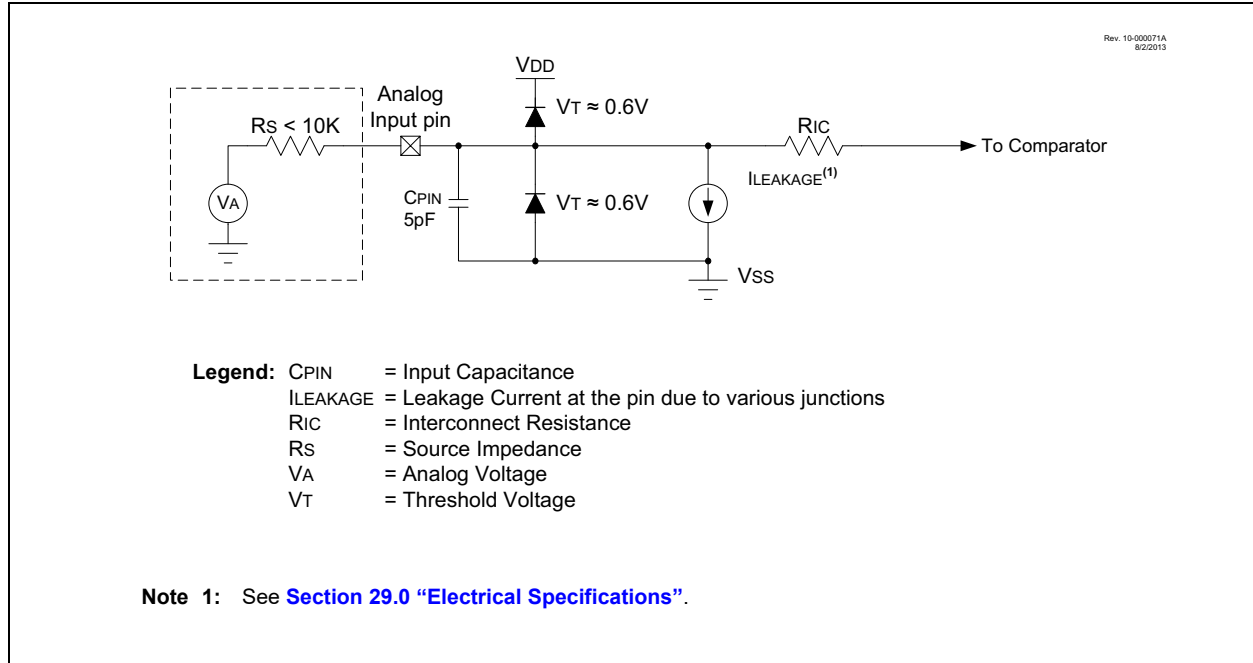 Rev. 10-000071A
8/2/2013
VDD
Analog
Input pin
VT ≈ 0.6V
RS < 10K
RIC
To Comparator
ILEAKAGE(1)
VA
CPIN
5pF
VT ≈ 0.6V
VSS
Legend: CPIN = Input Capacitance
ILEAKAGE = Leakage Current at the pin due to various junctions
RIC = Interconnect Resistance
RS = Source Impedance
VA = Analog Voltage
VT = Threshold Voltage
Note 1: See Section 29.0 “Electrical Specifications”.